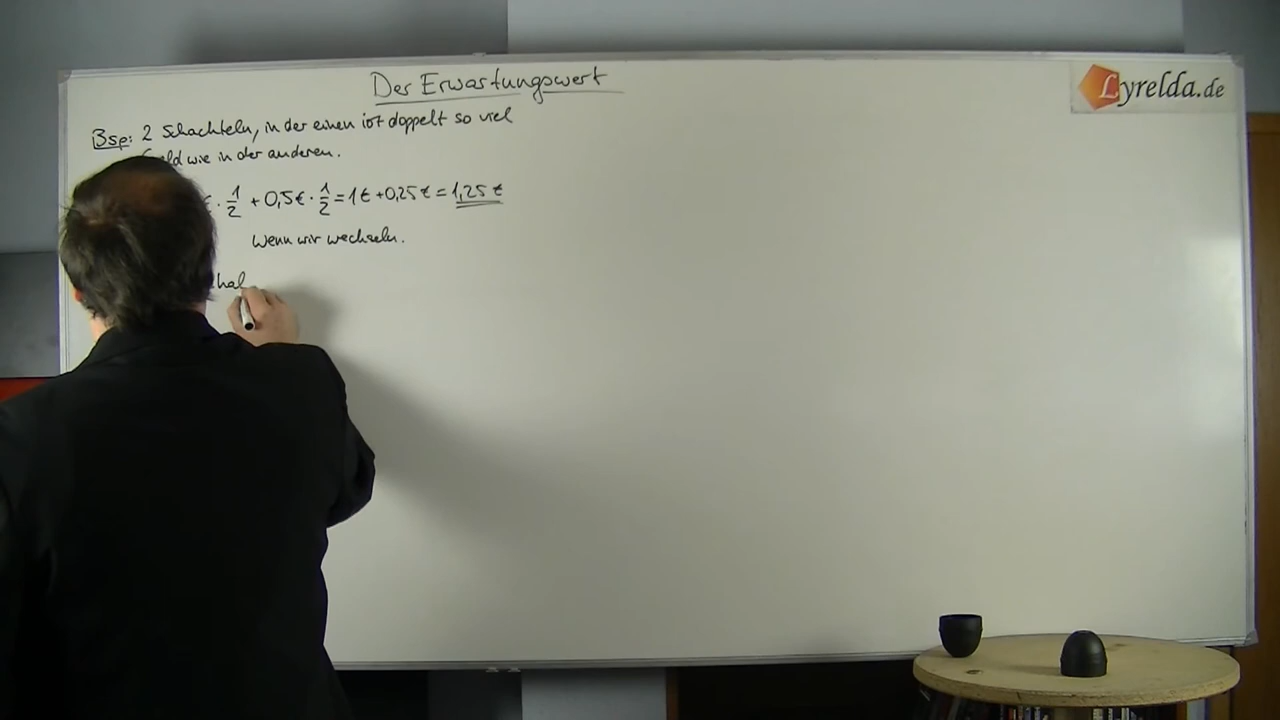 Der Erwartungswert
Lyrelda.de
Bsp: 2 Schachteln, in der einen ist doppelt so viel
Geld wie in der anderen.
€ · 1/2 + 0,5€ · 1/2 = 1€ + 0,25€ = 1,25€
Wenn wir wechseln.
hal